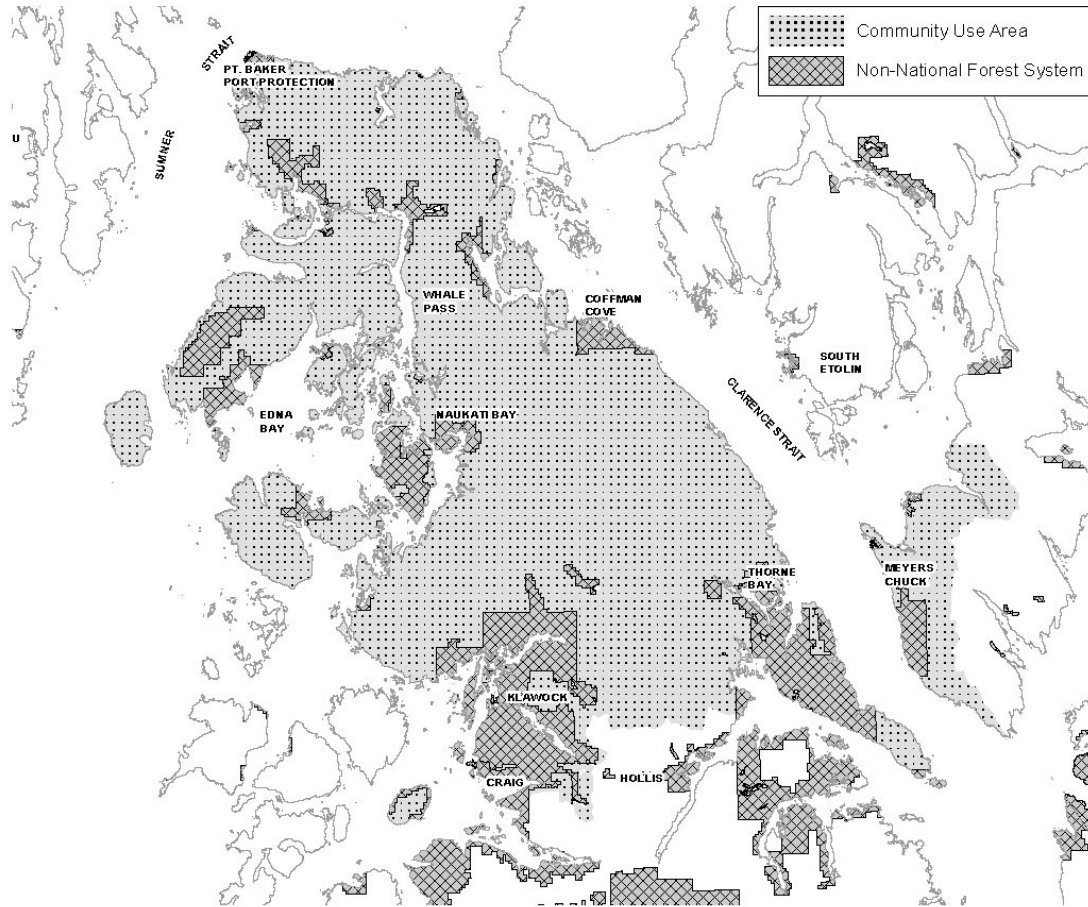 Community Use Area
Non-National Forest System
STRAIT
PT. BAKER
PORT PROTECTION
U
SUMNER
WHALE
PASS
COFFMAN
COVE
SOUTH
ETOLIN
CLARENCE STRAIT
EDNA
BAY
NAUKATI BAY
THORNE
BAY
MEYERS
CHUCK
KLAWOCK
CRAIG
HOLLIS